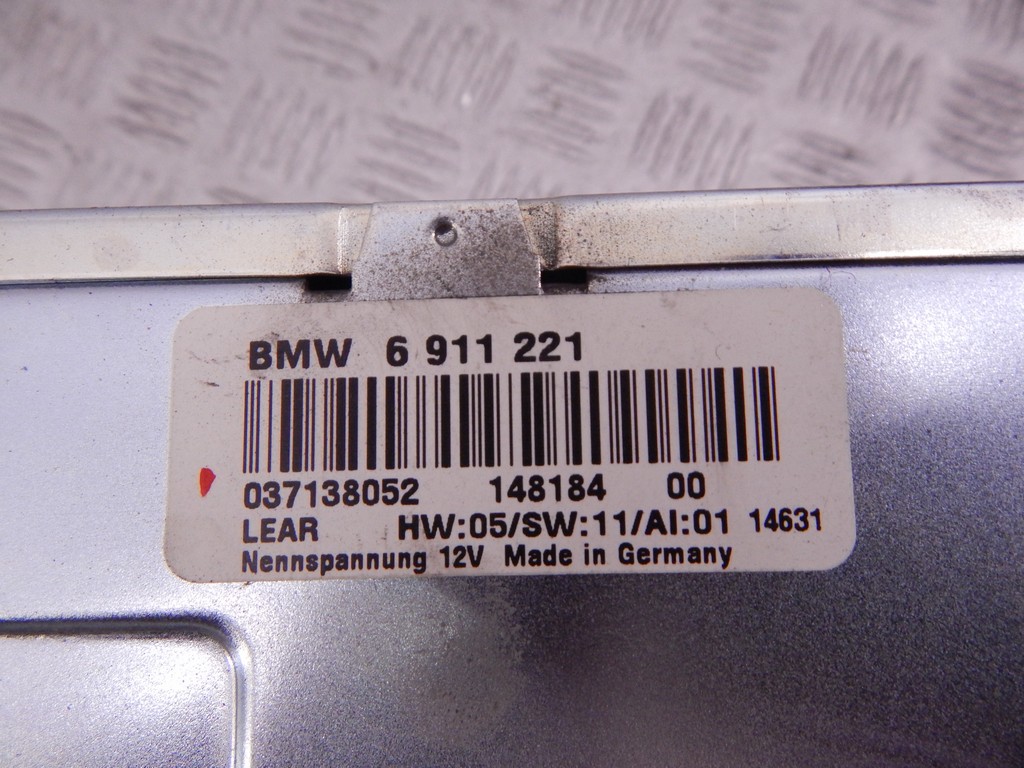 BMW 6 911 221
037138052 148184 00
LEAR HW:05/SW:11/AI:01 14631
Nennspannung 12V Made in Germany